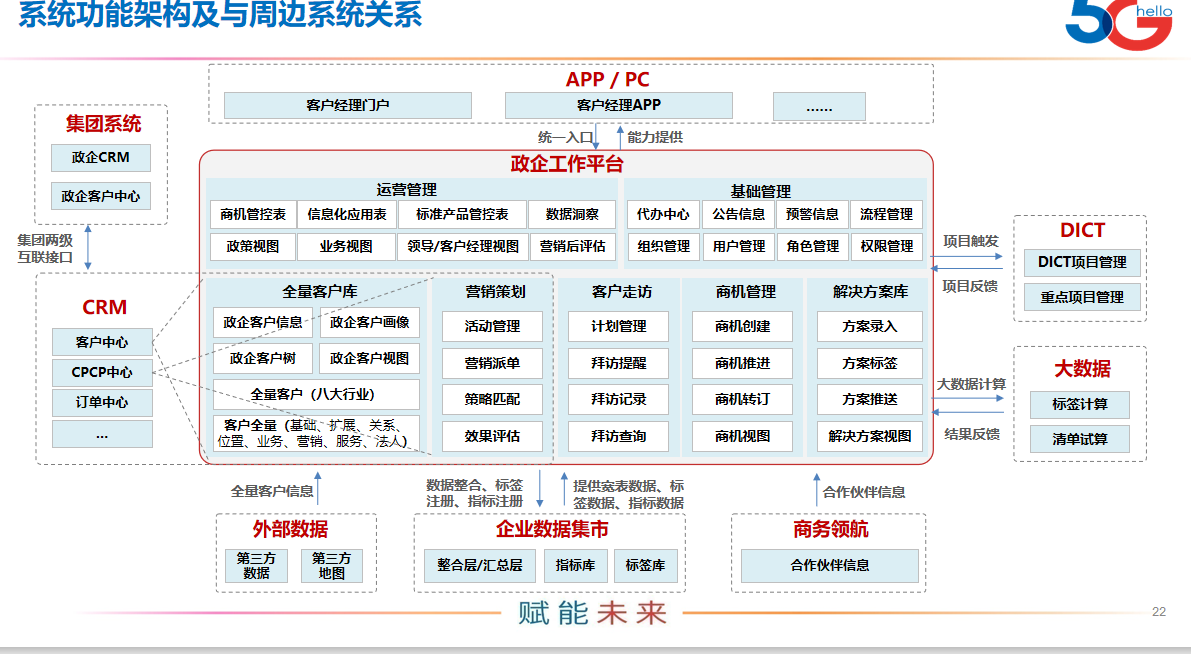 系统功能架构及与周边系统关系
5G hello
APP / PC
客户经理门户
客户经理APP
......
统一入口
能力提供
集团系统
政企CRM
政企客户中心
集团两级
互联接口
CRM
客户中心
CPCP中心
订单中心
...
政企工作平台
运营管理
商机管控表
信息化应用表
标准产品管控表
数据洞察
政策视图
业务视图
领导/客户经理视图
营销后评估
基础管理
代办中心
公告信息
预警信息
流程管理
组织管理
用户管理
角色管理
权限管理
全量客户库
政企客户信息
政企客户画像
政企客户树
政企客户视图
全量客户（八大行业）
客户全量（基础、扩展、关系、
位置、业务、营销、服务、法人）
营销策划
活动管理
营销派单
策略匹配
效果评估
客户走访
计划管理
拜访提醒
拜访记录
拜访查询
商机管理
商机创建
商机推进
商机转订
商机视图
解决方案库
方案录入
方案标签
方案推送
解决方案视图
项目触发
项目反馈
DICT
DICT项目管理
重点项目管理
大数据计算
结果反馈
大数据
标签计算
清单试算
全量客户信息
数据整合、标签
注册、指标注册
提供宽表数据、标
签数据、指标数据
合作伙伴信息
外部数据
第三方
数据
第三方
地图
企业数据集市
整合层/汇总层
指标库
标签库
商务领航
合作伙伴信息
赋能未来
22